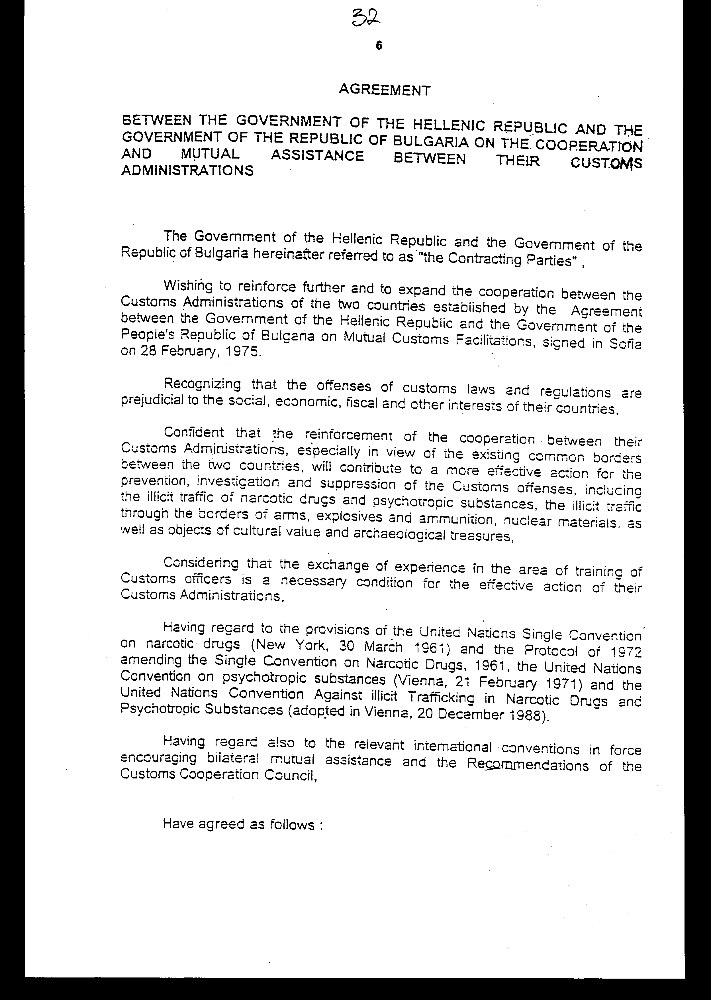 32
6
AGREEMENT
BETWEEN THE GOVERNMENT OF THE HELLENIC REPUBLIC AND THE
GOVERNMENT OF THE REPUBLIC OF BULGARIA ON THE COOPERATION
AND MUTUAL ASSISTANCE BETWEEN THEIR CUSTOMS
ADMINISTRATIONS
The Government of the Hellenic Republic and the Government of the
Republic of Bulgaria hereinafter referred to as "the Contracting Parties" ,
Wishing to reinforce further and to expand the cooperation between the
Customs Administrations of the two countries established by the Agreement
between the Government of the Hellenic Republic and the Government of the
People's Republic of Bulgaria on Mutual Customs Facilitations, signed in Sofia
on 28 February, 1975.
Recognizing that the offenses of customs laws and regulations are
prejudicial to the social, economic, fiscal and other interests of their countries,
Confident that the reinforcement of the cooperation between their
Customs Administrations, especially in view of the existing common borders
between the two countries, will contribute to a more effective action for the
prevention, investigation and suppression of the Customs offenses, including
the illicit traffic of narcotic drugs and psychotropic substances, the illicit traffic
through the borders of arms, explosives and ammunition, nuclear materials, as
well as objects of cultural value and archaeological treasures,
Considering that the exchange of experience in the area of training of
Customs officers is a necessary condition for the effective action of their
Customs Administrations,
Having regard to the provisions of the United Nations Single Convention
on narcotic drugs (New York, 30 March 1961) and the Protocol of 1972
amending the Single Convention on Narcotic Drugs, 1961, the United Nations
Convention on psychotropic substances (Vienna, 21 February 1971) and the
United Nations Convention Against illicit Trafficking in Narcotic Drugs and
Psychotropic Substances (adopted in Vienna, 20 December 1988).
Having regard also to the relevant international conventions in force
encouraging bilateral mutual assistance and the Recommendations of the
Customs Cooperation Council,
Have agreed as follows :